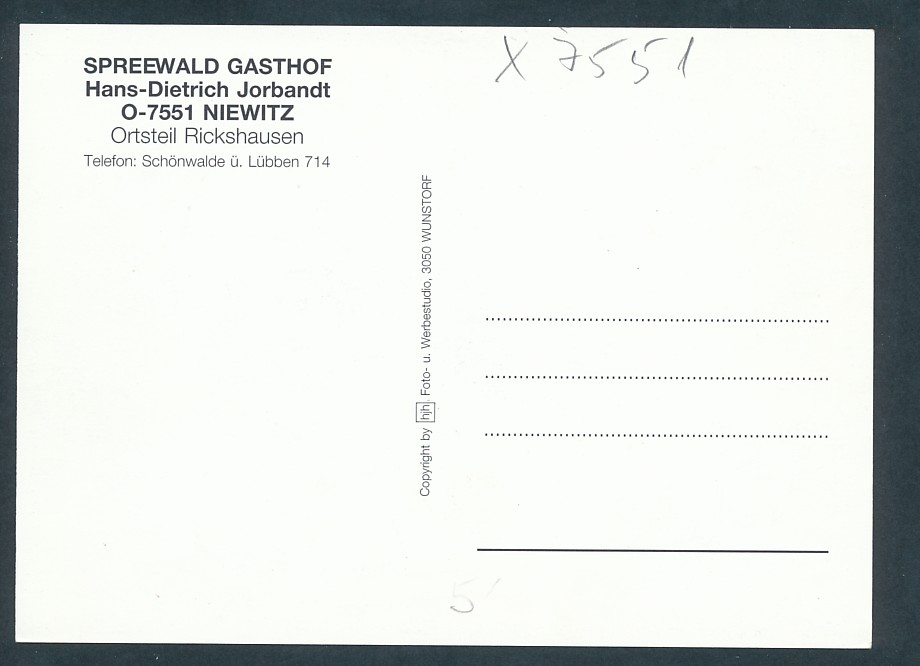 SPREEWALD GASTHOF
Hans-Dietrich Jorbandt
O-7551 NIEWITZ
Ortsteil Rickshausen
Telefon: Schönwalde ü. Lübben 714
X 7551
Copyright by hjh Foto- u. Werbestudio, 3050 WUNSTORF
5